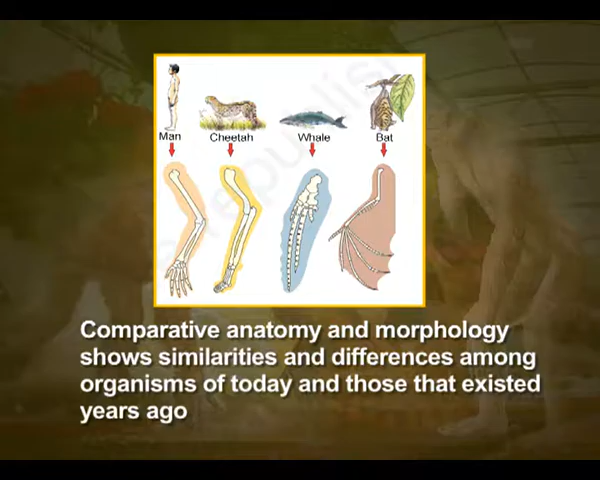 Man Cheetah Whale Bat
Comparative anatomy and morphology
shows similarities and differences among
organisms of today and those that existed
years ago